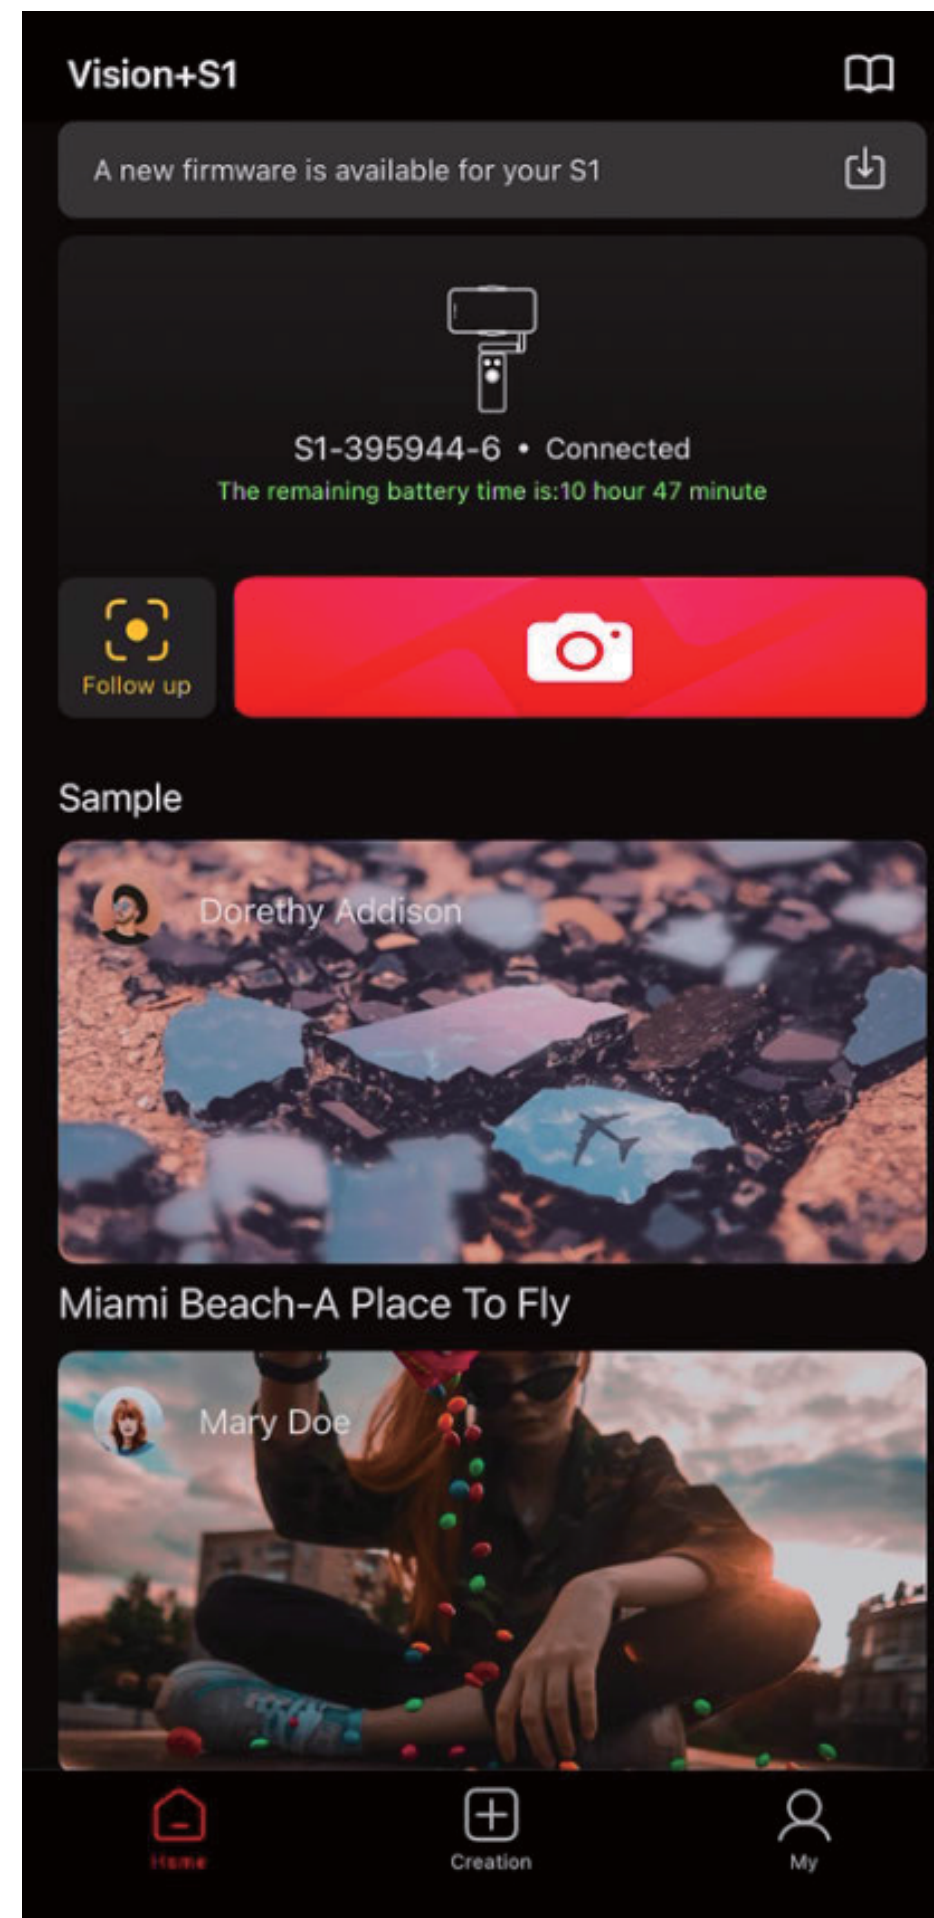 Vision+S1
A new firmware is available for your S1
S1-395944-6 • Connected
The remaining battery time is:10 hour 47 minute
Follow up
Sample
Dorethy Addison
Miami Beach-A Place To Fly
Mary Doe
Home
Creation
My